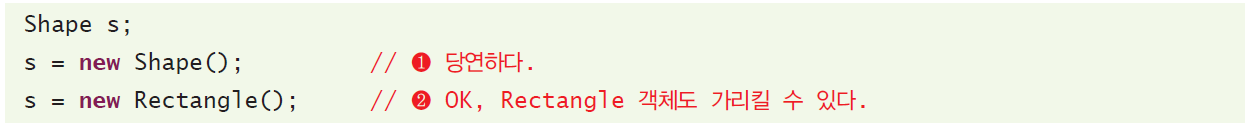 Shape s;
s = new Shape(); // ❶ 당연하다.
s = new Rectangle(); // ❷ OK, Rectangle 객체도 가리킬 수 있다.